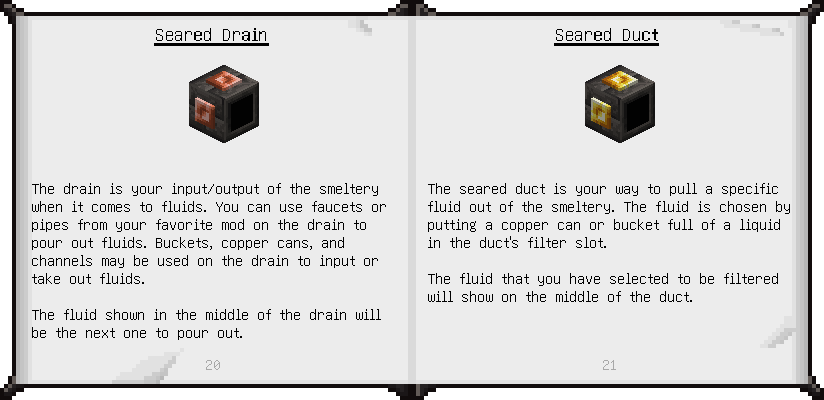 Seared Drain
The drain is your input/output of the smeltery
when it comes to fluids. You can use faucets or
pipes from your favorite mod on the drain to
pour out fluids. Buckets, copper cans, and
channels may be used on the drain to input or
take out fluids.
The fluid shown in the middle of the drain will
be the next one to pour out.
20
Seared Duct
The seared duct is your way to pull a specific
fluid out of the smeltery. The fluid is chosen by
putting a copper can or bucket full of a liquid
in the duct's filter slot.
The fluid that you have selected to be filtered
will show on the middle of the duct.
21